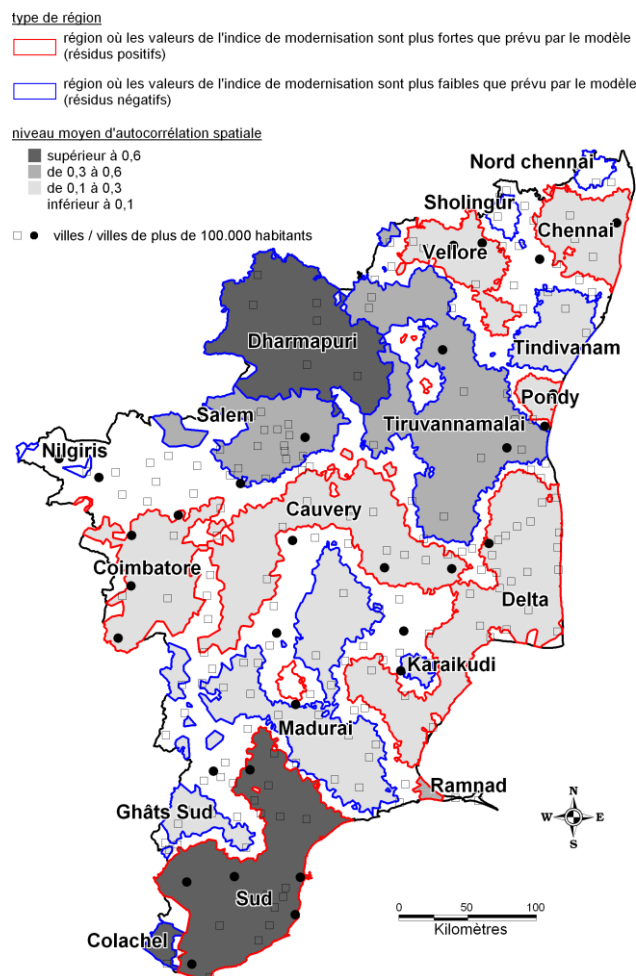 type de région
région où les valeurs de l'indice de modernisation sont plus fortes que prévu par le modèle
(résidus positifs)
région où les valeurs de l'indice de modernisation sont plus faibles que prévu par le modèle
(résidus négatifs)
niveau moyen d'autocorrélation spatiale
supérieur à 0,6
de 0,3 à 0,6
de 0,1 à 0,3
inférieur à 0,1
villes / villes de plus de 100.000 habitants
Nord chennai
Sholingur
Chennai
Vellore
Dharmapuri
Tindivanam
Pondy
Salem
Tiruvannamalai
Nilgiris
Cauvery
Coimbatore
Delta
Karaikudi
Madurai
Ramnad
Ghâts Sud
N
W E
S
Sud
0 50 100
Kilomètres
Colachel